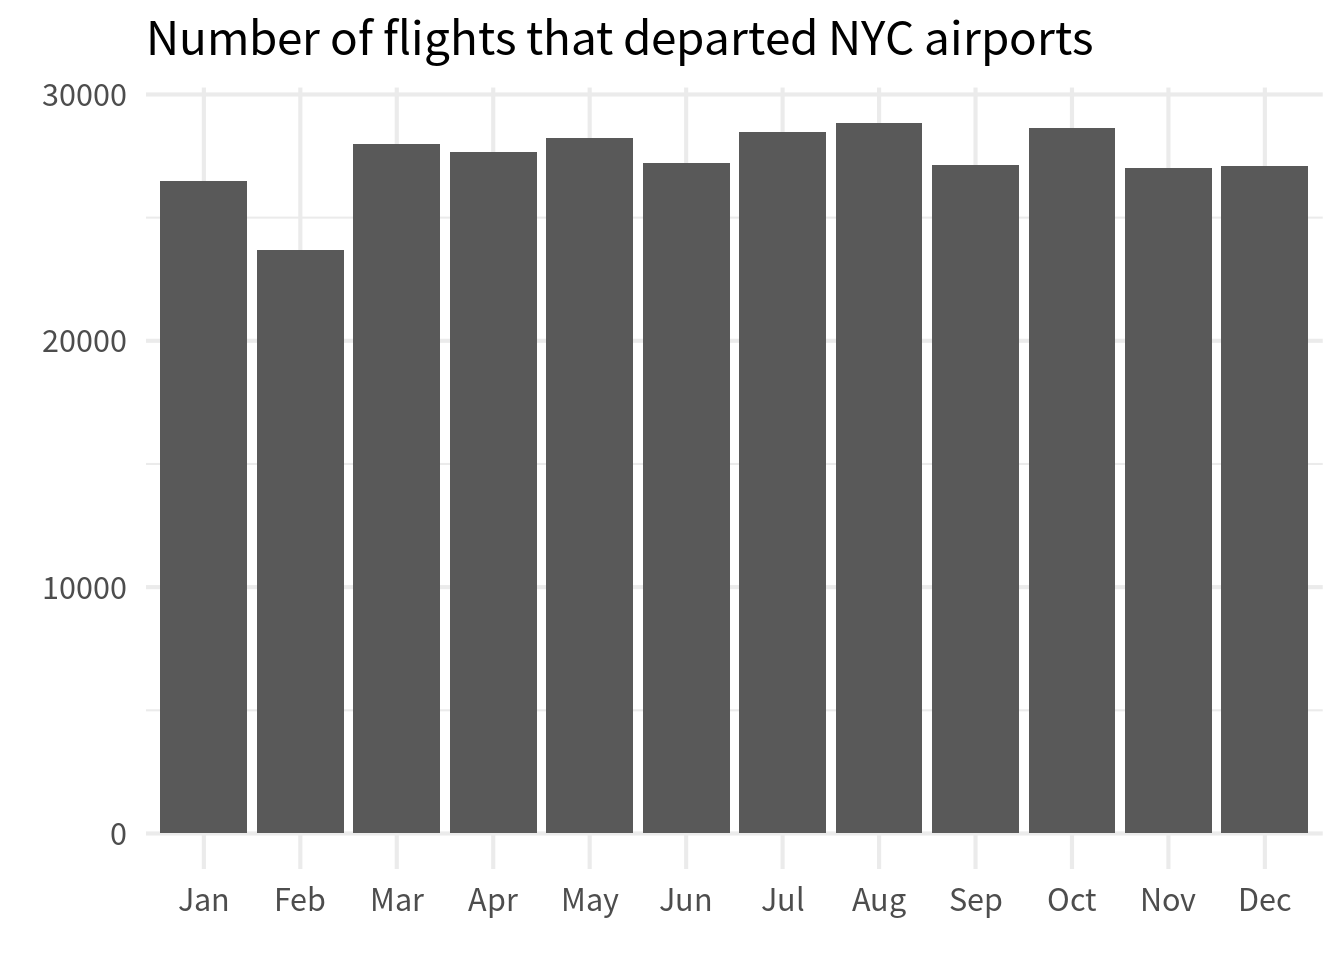 Number of flights that departed NYC airports
30000
20000
10000
0
Jan Feb Mar Apr May Jun Jul Aug Sep Oct Nov Dec